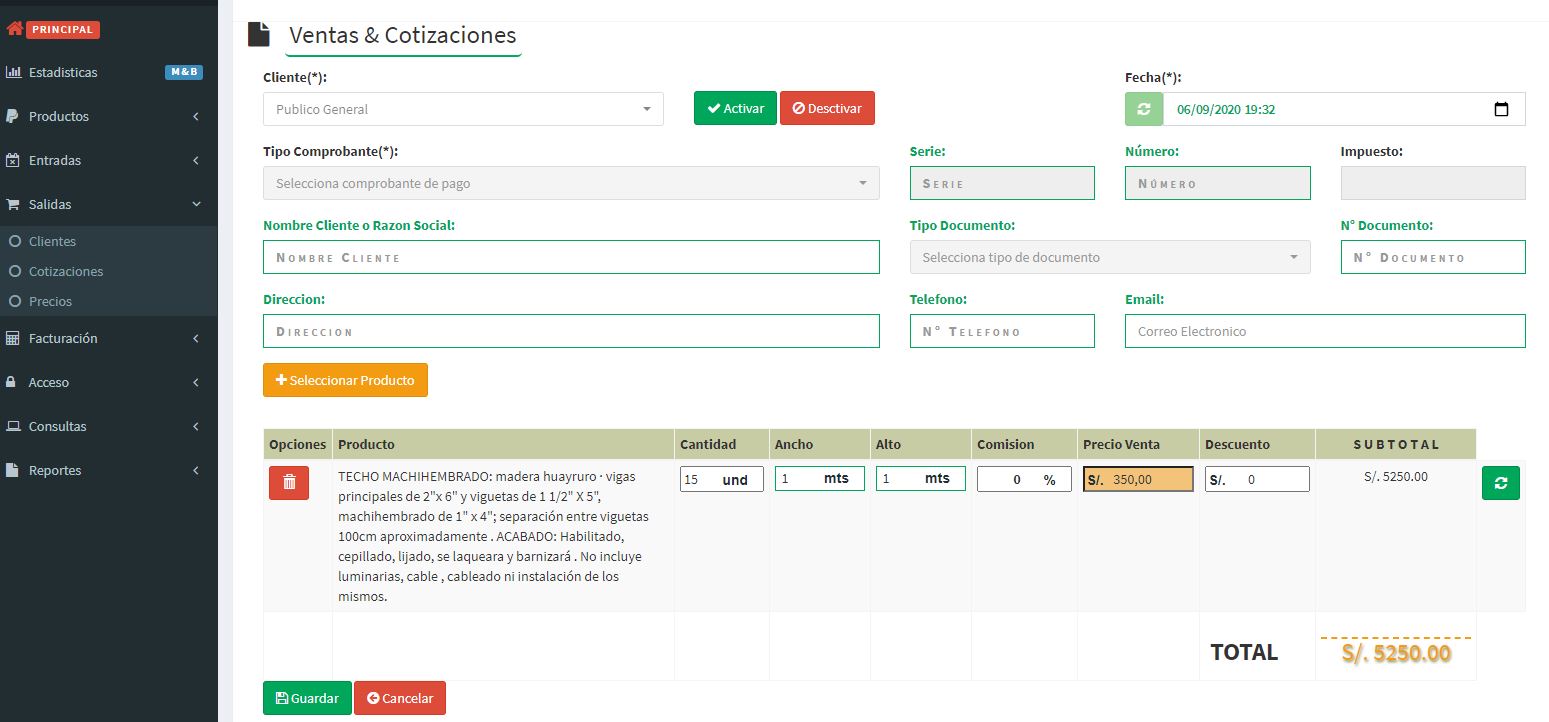 PRINCIPAL
Estadisticas M&B
Productos
Entradas
Salidas
Clientes
Cotizaciones
Precios
Facturación
Acceso
Consultas
Reportes
Ventas & Cotizaciones
Cliente(*):
Publico General
Activar
Desctivar
Fecha(*):
06/09/2020 19:32
Tipo Comprobante(*):
Selecciona comprobante de pago
Serie:
Serie
Número:
Número
Impuesto:
Nombre Cliente o Razon Social:
Nombre Cliente
Tipo Documento:
Selecciona tipo de documento
N° Documento:
N° Documento
Direccion:
Direccion
Telefono:
N° Telefono
Email:
Correo Electronico
Seleccionar Producto
Opciones Producto Cantidad Ancho Alto Comision Precio Venta Descuento SUBTOTAL
TECHO MACHIHEMBRADO: madera huayruro · vigas
principales de 2"x 6" y viguetas de 1 1/2" X 5",
machihembrado de 1" x 4"; separación entre viguetas
100cm aproximadamente . ACABADO: Habilitado,
cepillado, lijado, se laqueara y barnizará . No incluye
luminarias, cable , cableado ni instalación de los
mismos.
15 und 1 mts 1 mts 0 % S/. 350,00 S/. 0 S/. 5250.00
TOTAL S/. 5250.00
Guardar
Cancelar